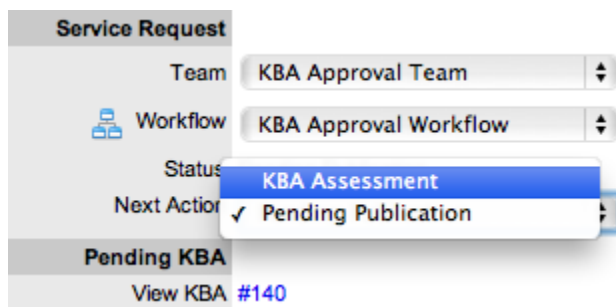 Service Request
Team KBA Approval Team
Workflow KBA Approval Workflow
Status
KBA Assessment
Next Action ✓ Pending Publication
Pending KBA
View KBA #140